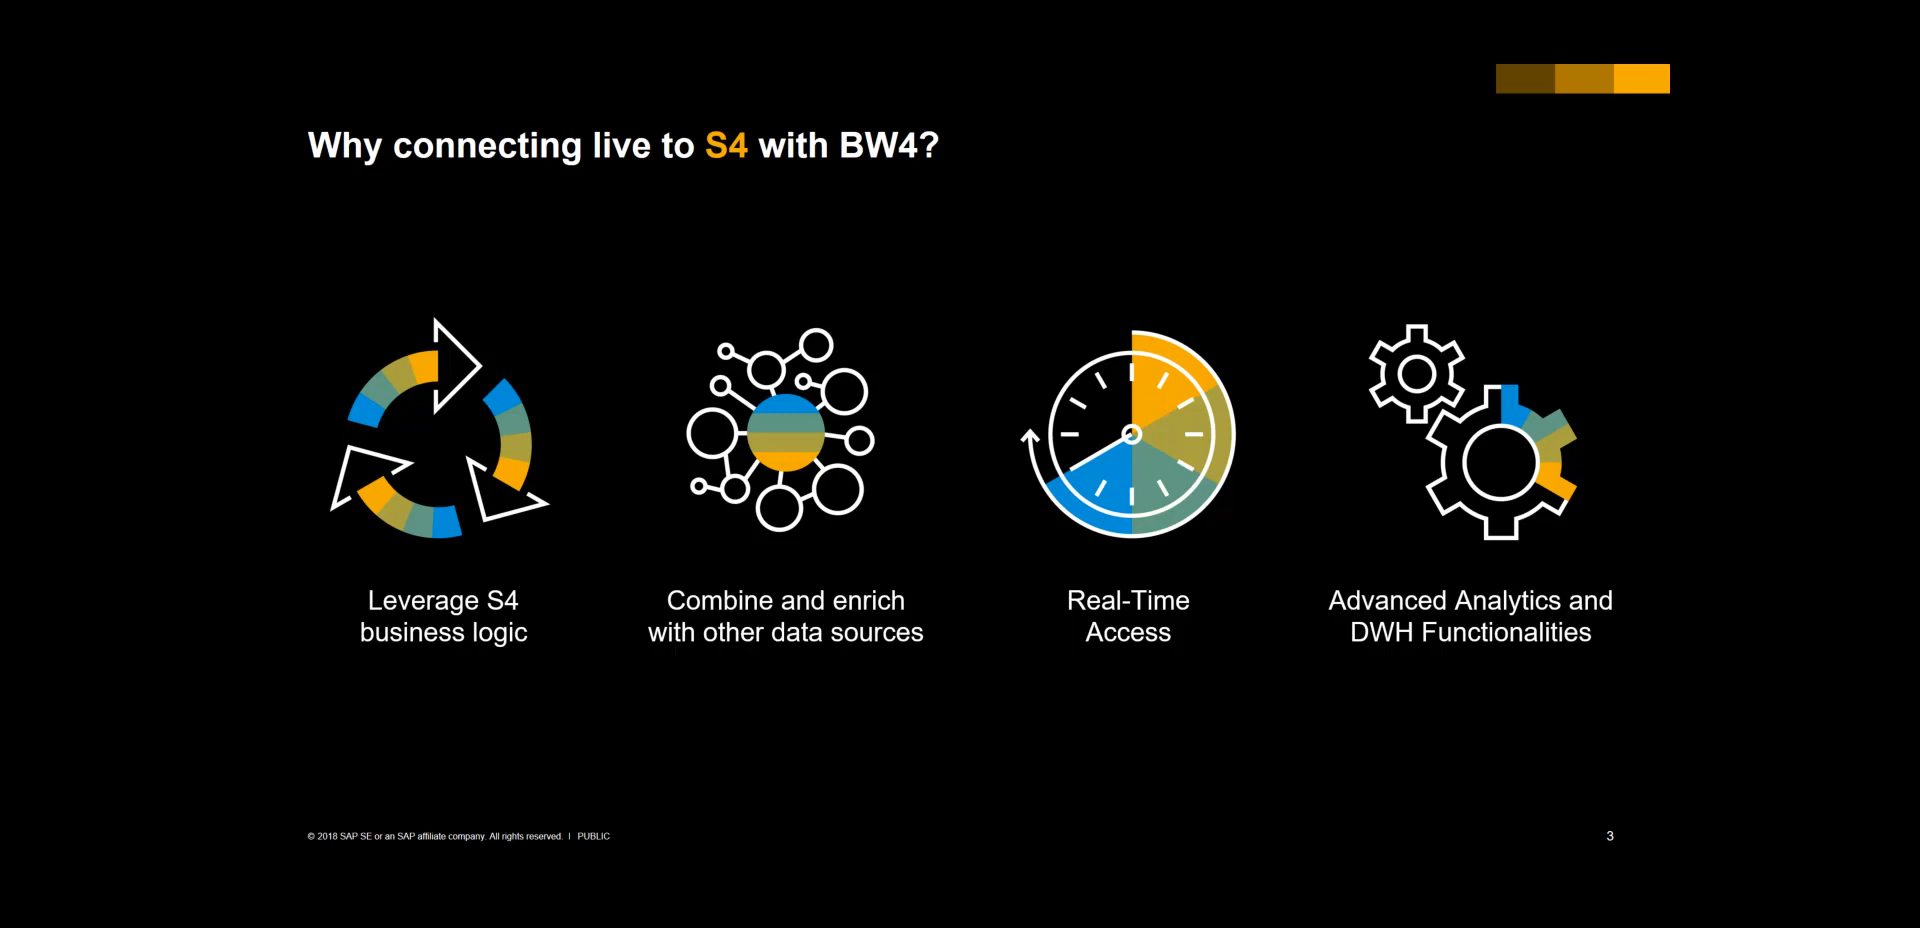 Why connecting live to S4 with BW4?
Leverage S4
business logic
Combine and enrich
with other data sources
Real-Time
Access
Advanced Analytics and
DWH Functionalities
© 2018 SAP SE or an SAP affiliate company. All rights reserved. | PUBLIC
3